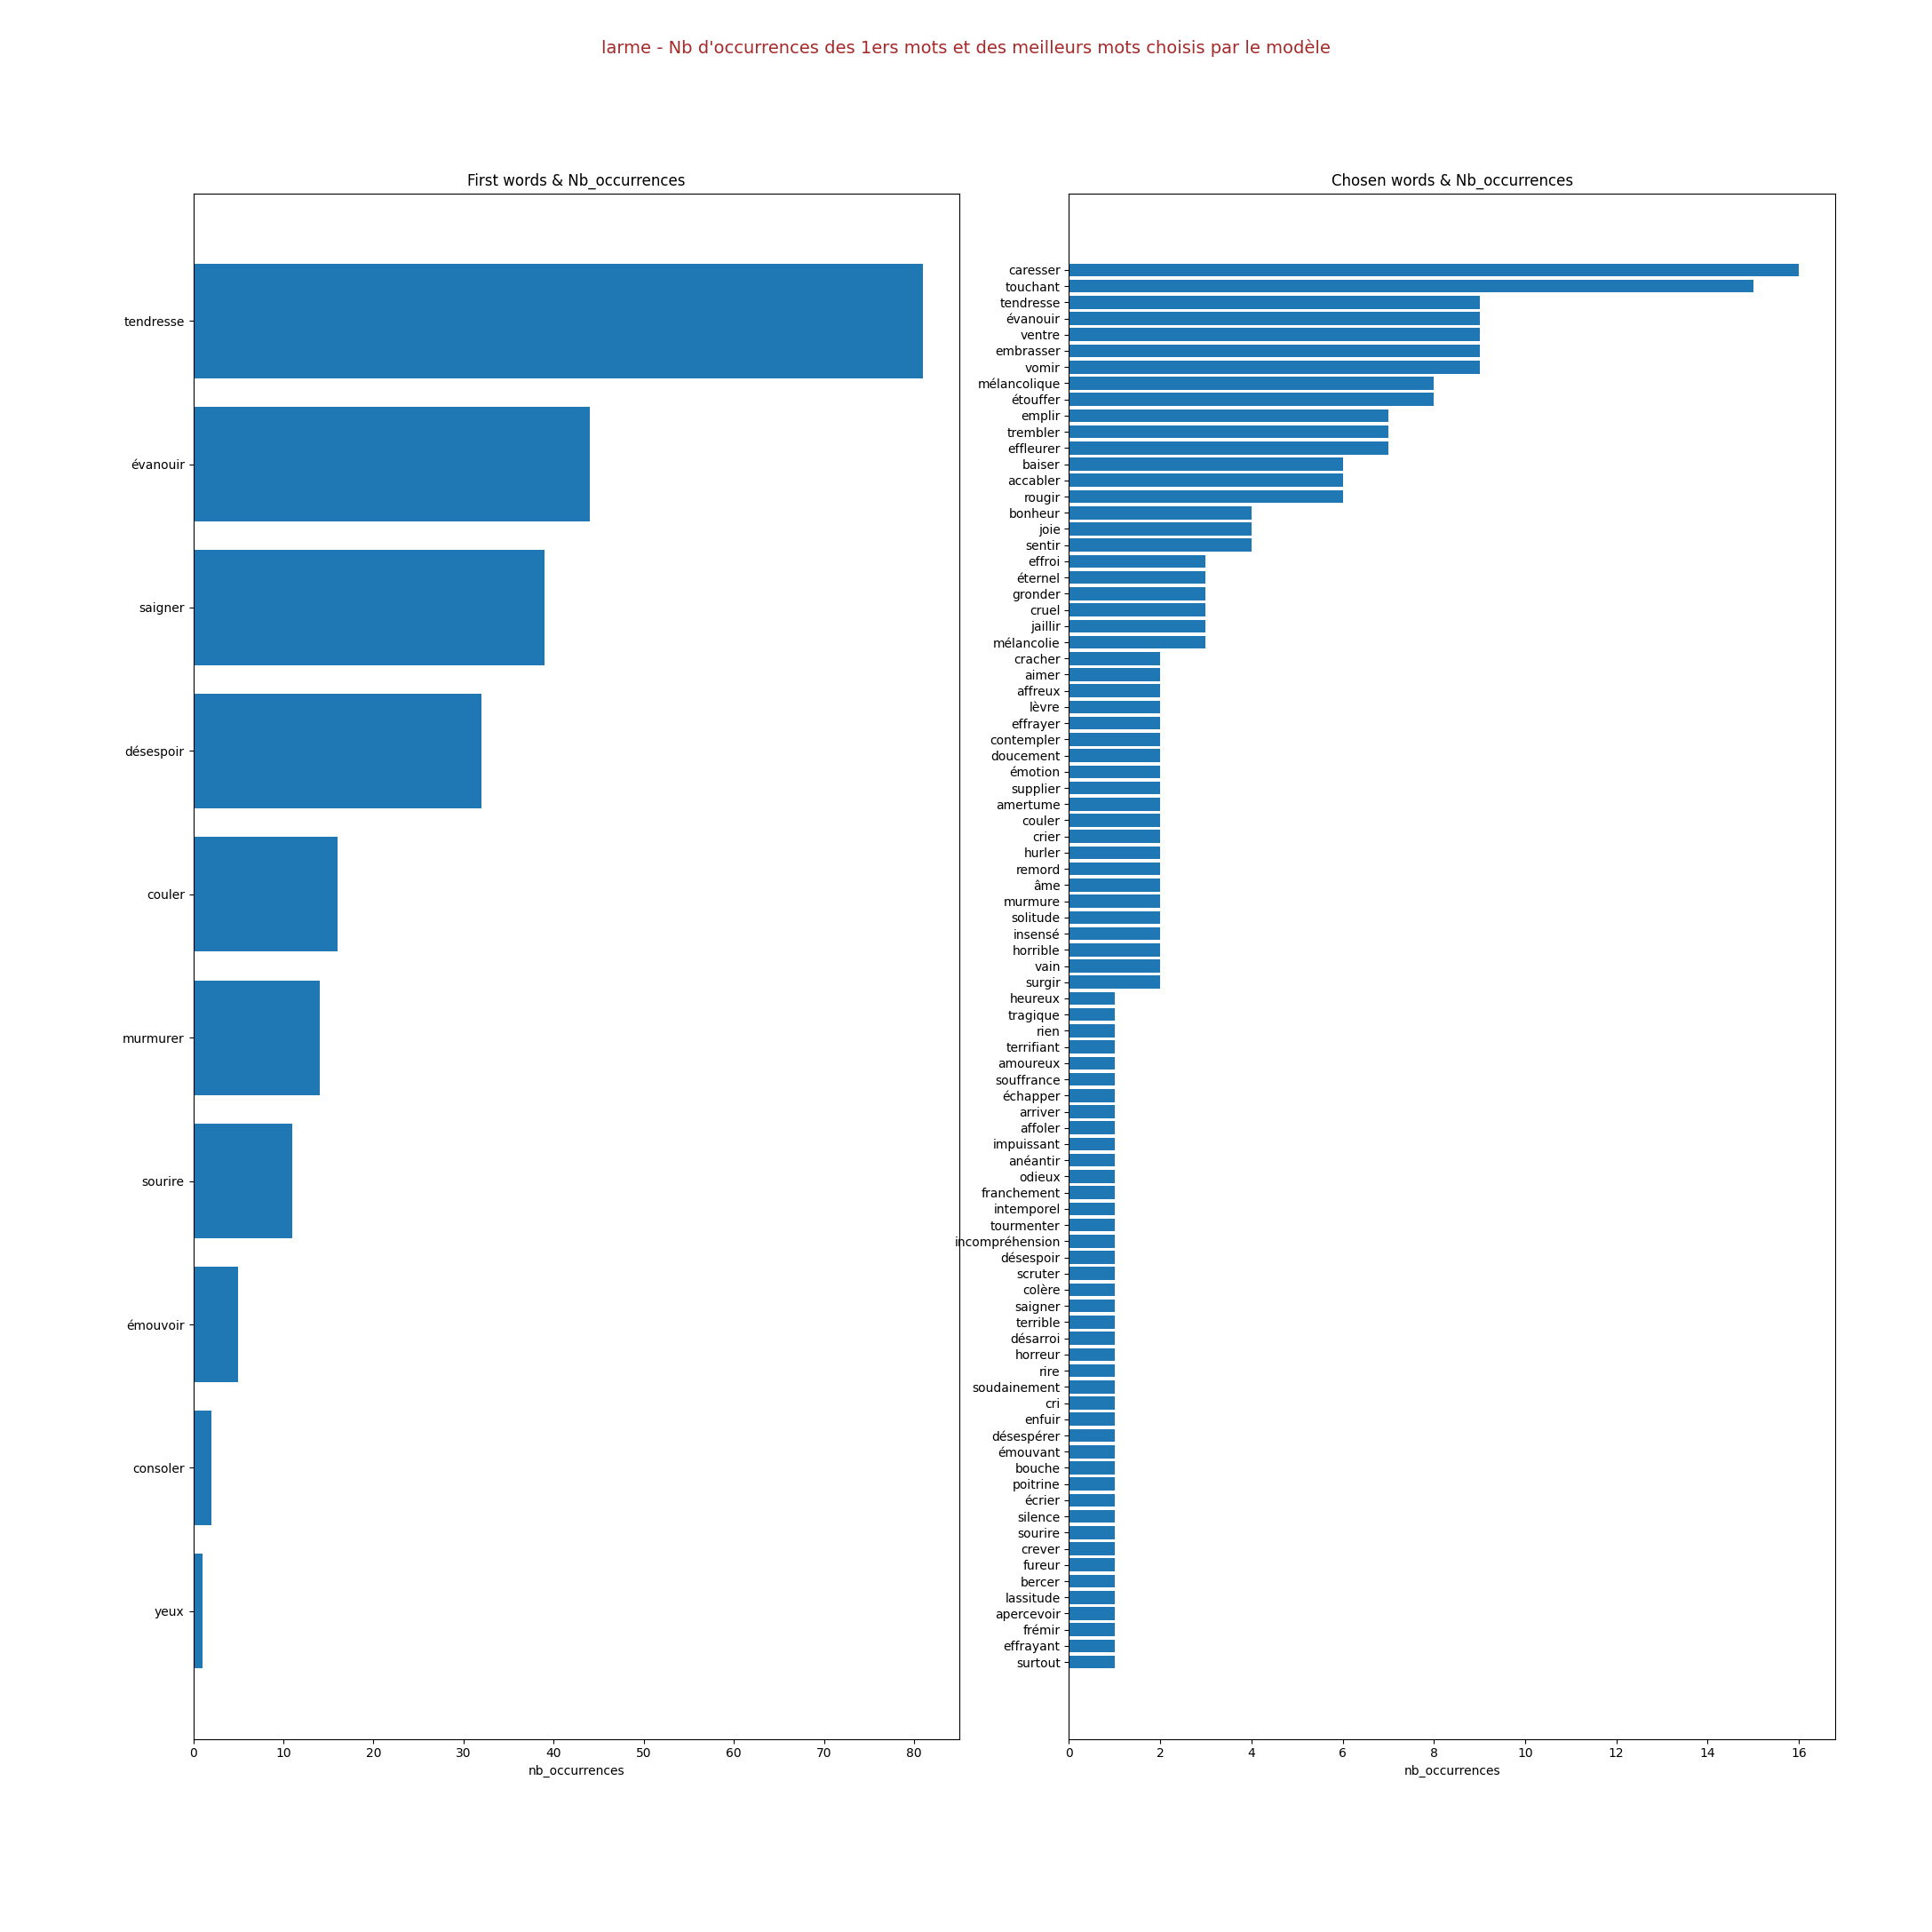 larme - Nb d'occurrences des 1ers mots et des meilleurs mots choisis par le modèle
First words & Nb_occurrences
tendresse
évanouir
saigner
désespoir
couler
murmurer
sourire
émouvoir
consoler
yeux
0 10 20 30 40 50 60 70 80
nb_occurrences
Chosen words & Nb_occurrences
caresser
touchant
tendresse
évanouir
ventre
embrasser
vomir
mélancolique
étouffer
emplir
trembler
effleurer
baiser
accabler
rougir
bonheur
joie
sentir
effroi
éternel
gronder
cruel
jaillir
mélancolie
cracher
aimer
affreux
lèvre
effrayer
contempler
doucement
émotion
supplier
amertume
couler
crier
hurler
remord
âme
murmure
solitude
insensé
horrible
vain
surgir
heureux
tragique
rien
terrifiant
amoureux
souffrance
échapper
arriver
affoler
impuissant
anéantir
odieux
franchement
intemporel
tourmenter
incompréhension
désespoir
scruter
colère
saigner
terrible
désarroi
horreur
rire
soudainement
cri
enfuir
désespérer
émouvant
bouche
poitrine
écrier
silence
sourire
crever
fureur
bercer
lassitude
apercevoir
frémir
effrayant
surtout
0 2 4 6 8 10 12 14 16
nb_occurrences